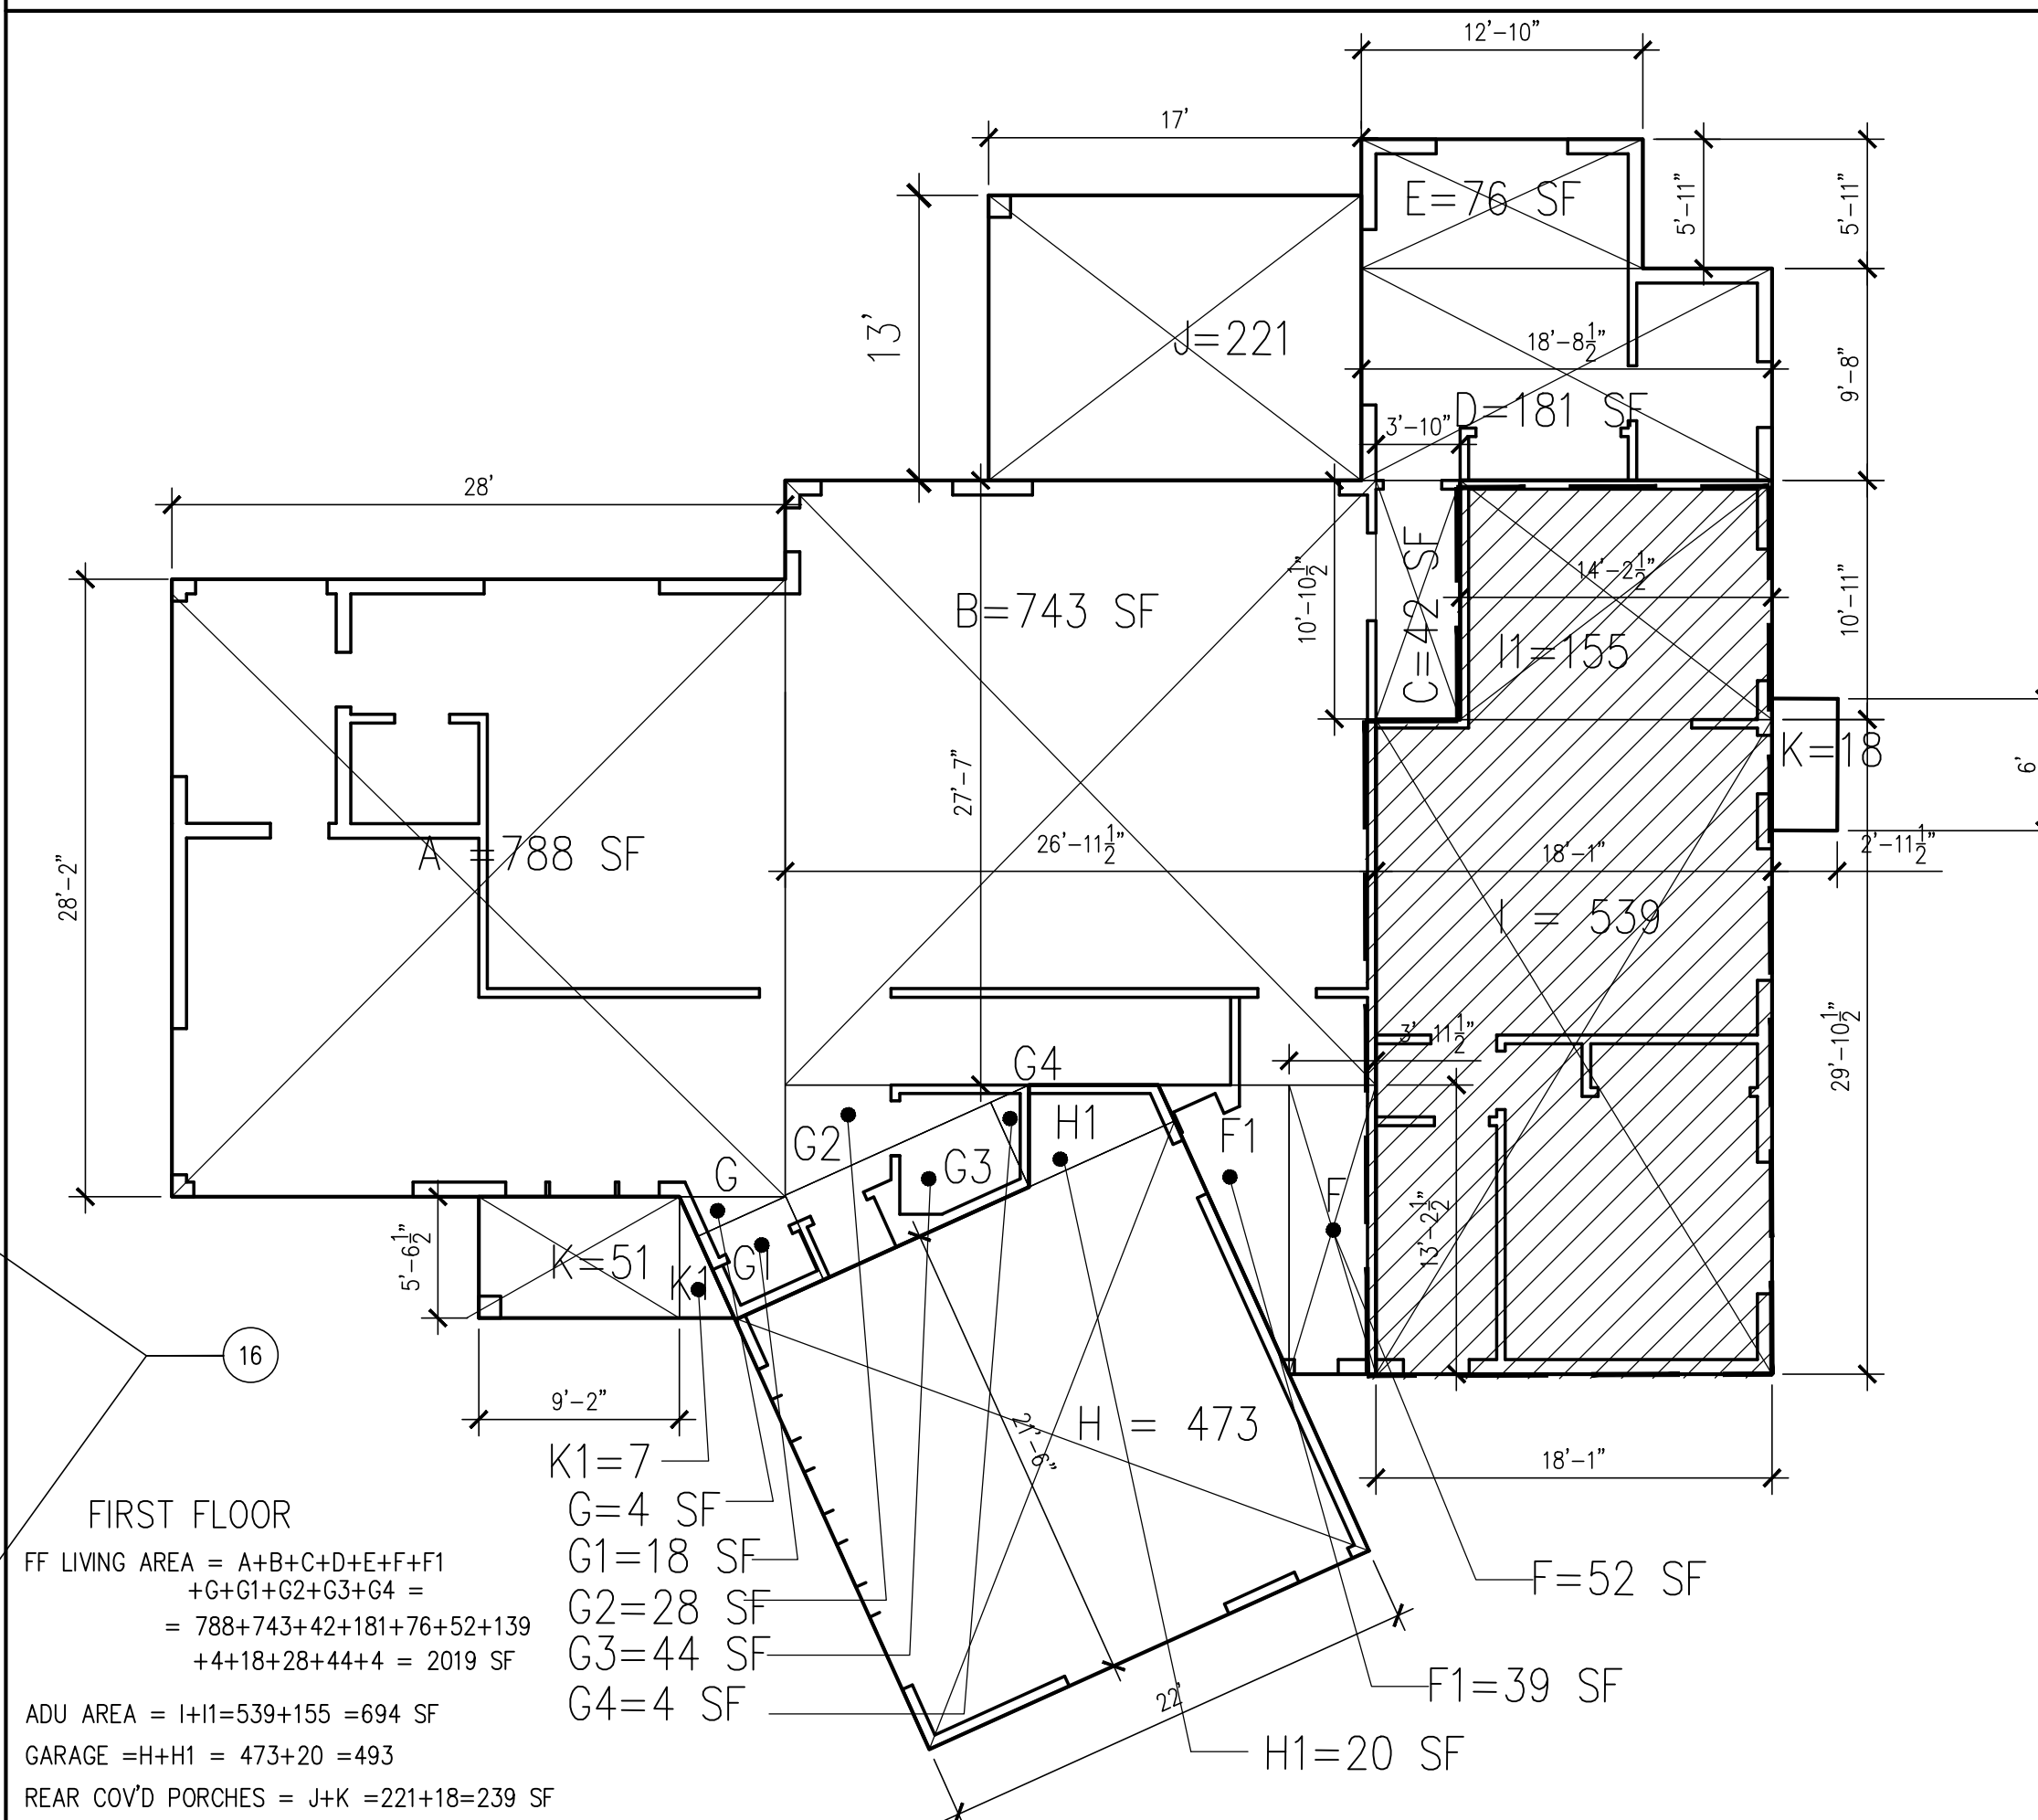 12'-10"
17'
E=76 SF
5'-11"
5'-11"
13'
J=221
18'-8½"
9'-8"
D=181 SF
3'-10"
28'
C=42 SF
14'-2½"
10'-10½"
10'-11"
B=743 SF
I1=155
K=18
6'
27'-7"
A =788 SF
26'-11½"
18'-1"
2'-11½"
28'-2"
I = 539
3' 11½"
29'-10½"
G4
H1
F1
G2
G3
G
F
13'-2½"
5'-6½"
K=51
K1
G1
16
9'-2"
27'-6"
H = 473
18'-1"
K1=7
G=4 SF
G1=18 SF
G2=28 SF
G3=44 SF
G4=4 SF
F=52 SF
F1=39 SF
22'
H1=20 SF
FIRST FLOOR
FF LIVING AREA = A+B+C+D+E+F+F1
+G+G1+G2+G3+G4 =
= 788+743+42+181+76+52+139
+4+18+28+44+4 = 2019 SF
ADU AREA = I+I1=539+155 =694 SF
GARAGE =H+H1 = 473+20 =493
REAR COV'D PORCHES = J+K =221+18=239 SF